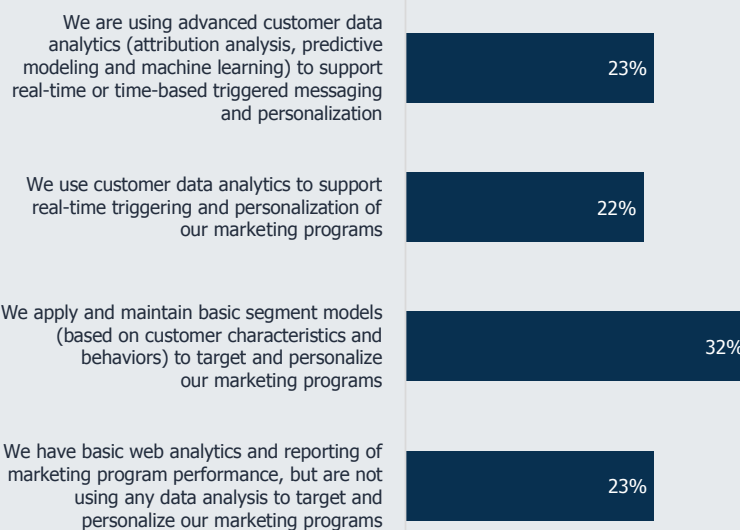 We are using advanced customer data
analytics (attribution analysis, predictive
modeling and machine learning) to support
real-time or time-based triggered messaging
and personalization
23%
We use customer data analytics to support
real-time triggering and personalization of
our marketing programs
22%
We apply and maintain basic segment models
(based on customer characteristics and
behaviors) to target and personalize
our marketing programs
32%
We have basic web analytics and reporting of
marketing program performance, but are not
using any data analysis to target and
personalize our marketing programs
23%